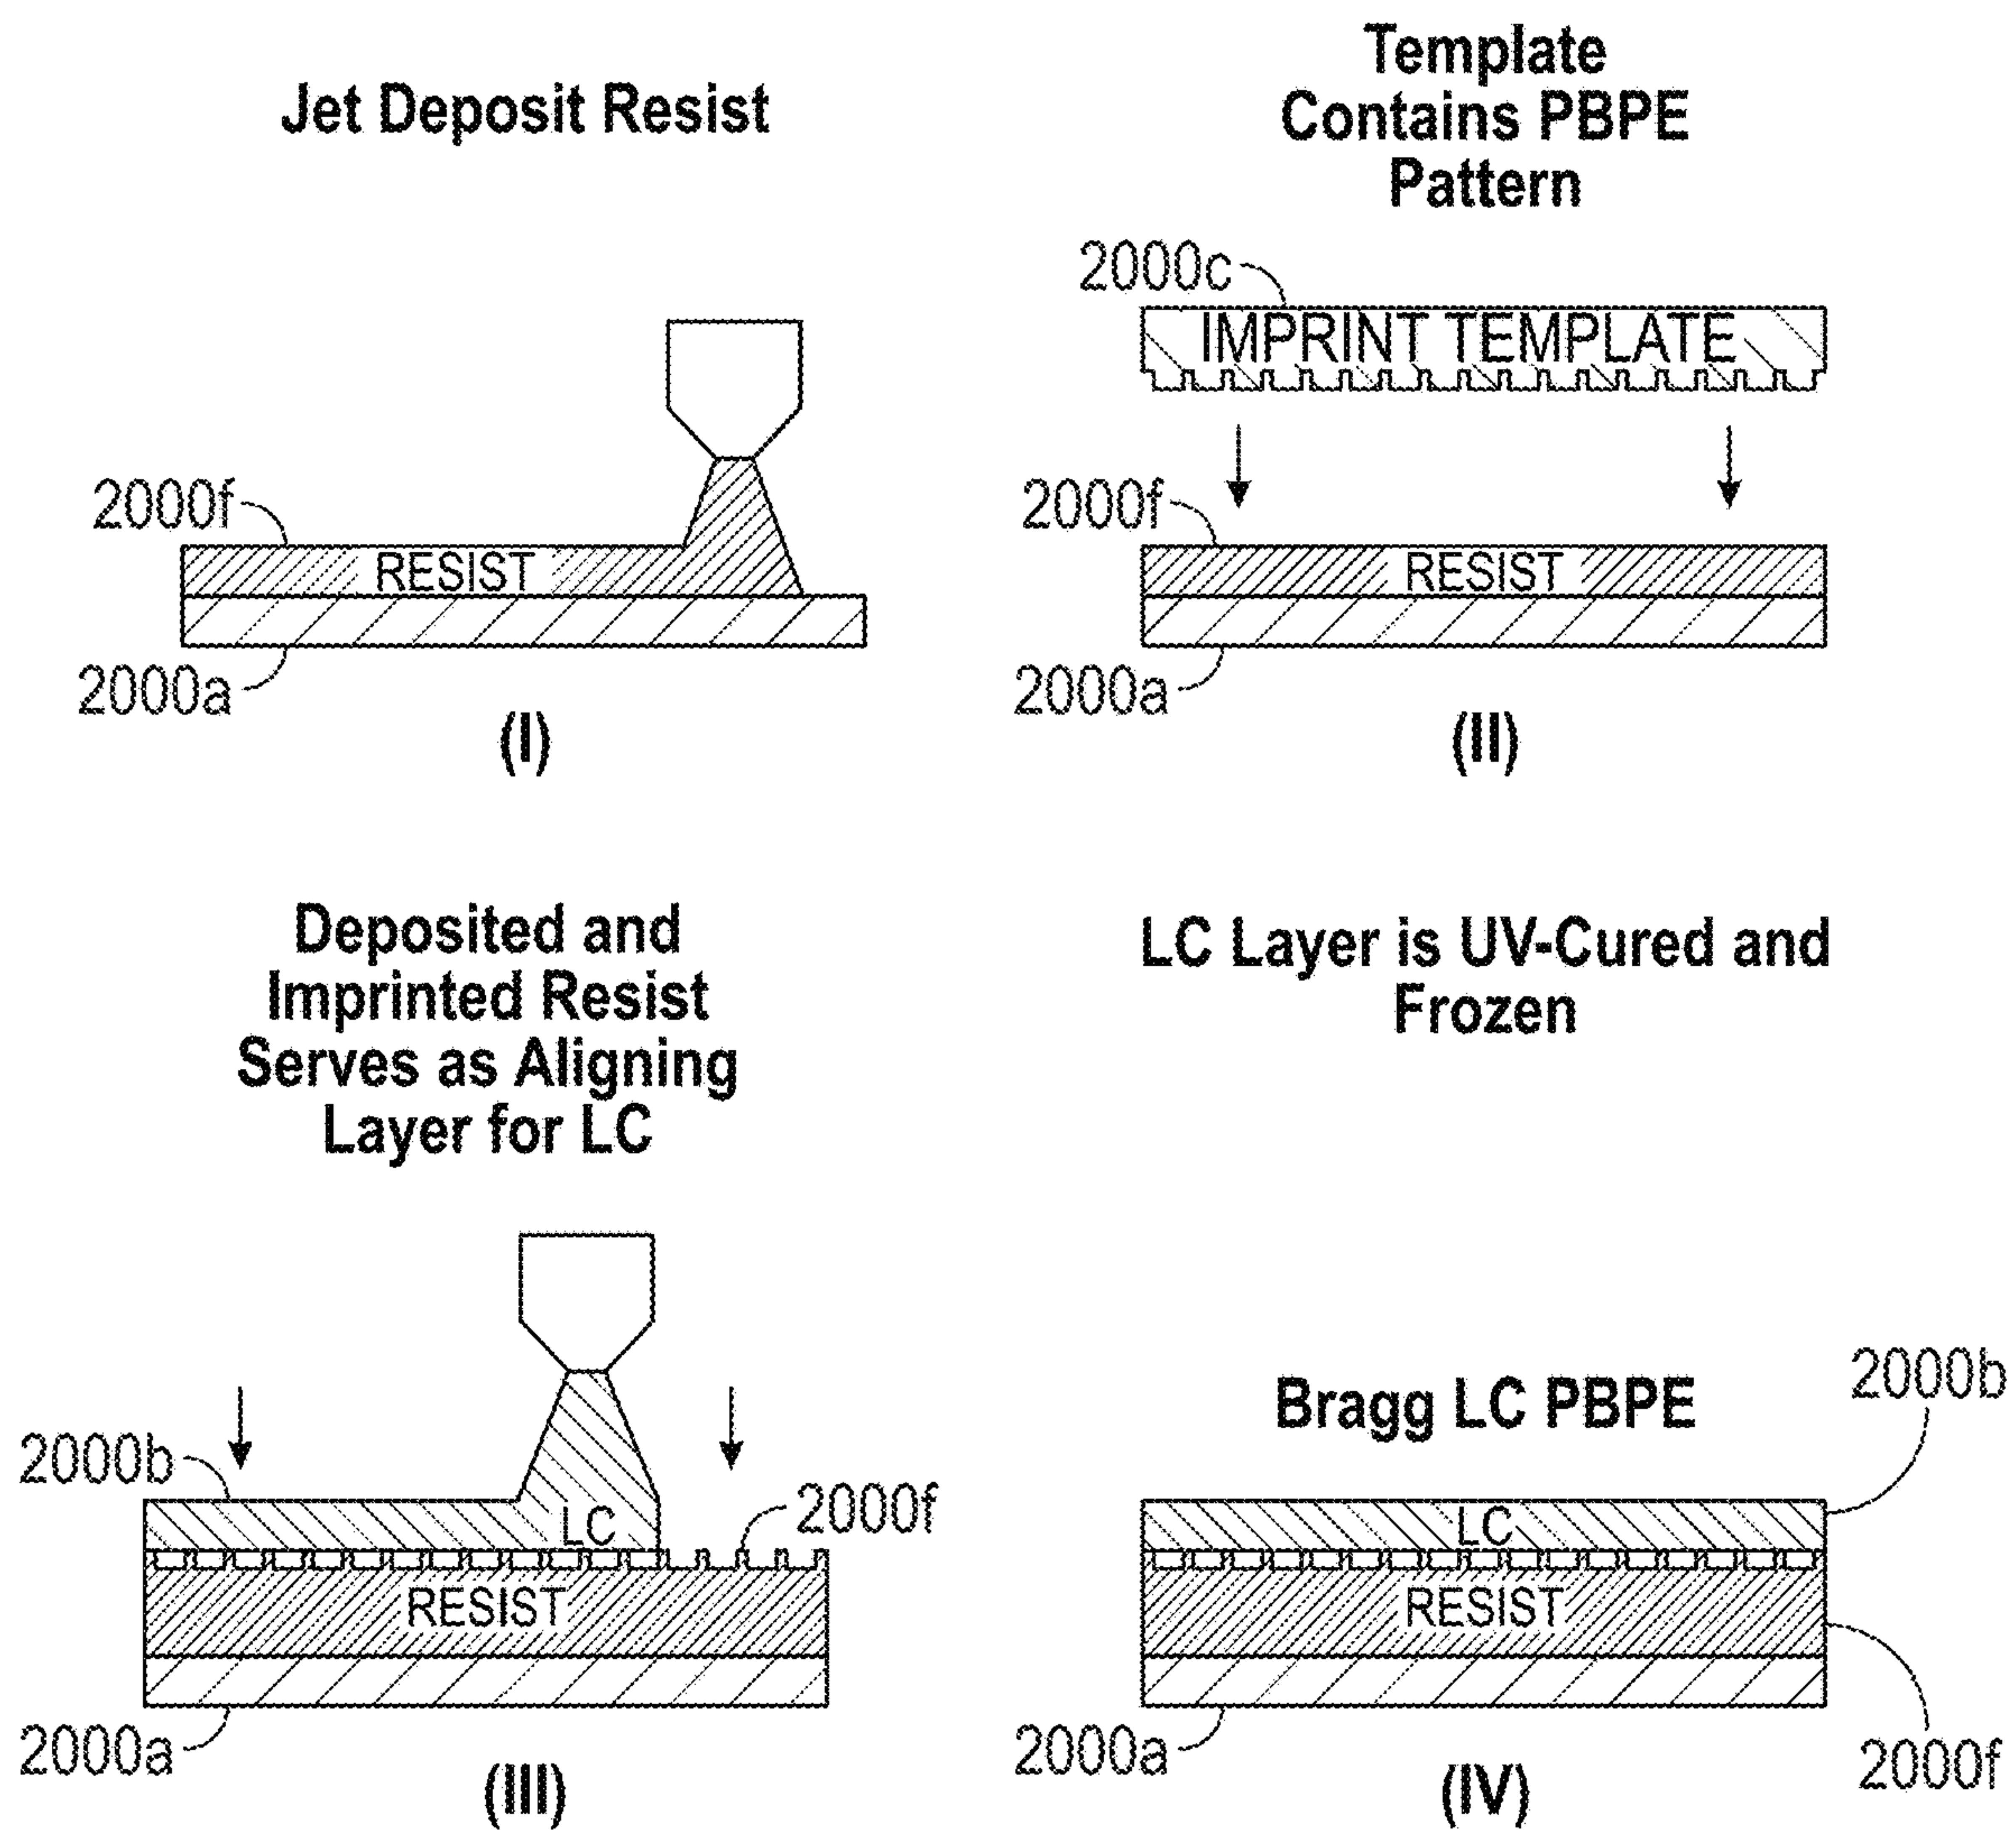 Jet Deposit Resist
2000f
RESIST
2000a
(I)
Template
Contains PBPE
Pattern
2000c
IMPRINT TEMPLATE
2000f
RESIST
2000a
(II)
Deposited and
Imprinted Resist
Serves as Aligning
Layer for LC
2000b
LC
2000f
RESIST
2000a
(III)
LC Layer is UV-Cured and
Frozen
Bragg LC PBPE
2000b
LC
RESIST
2000a
2000f
(IV)